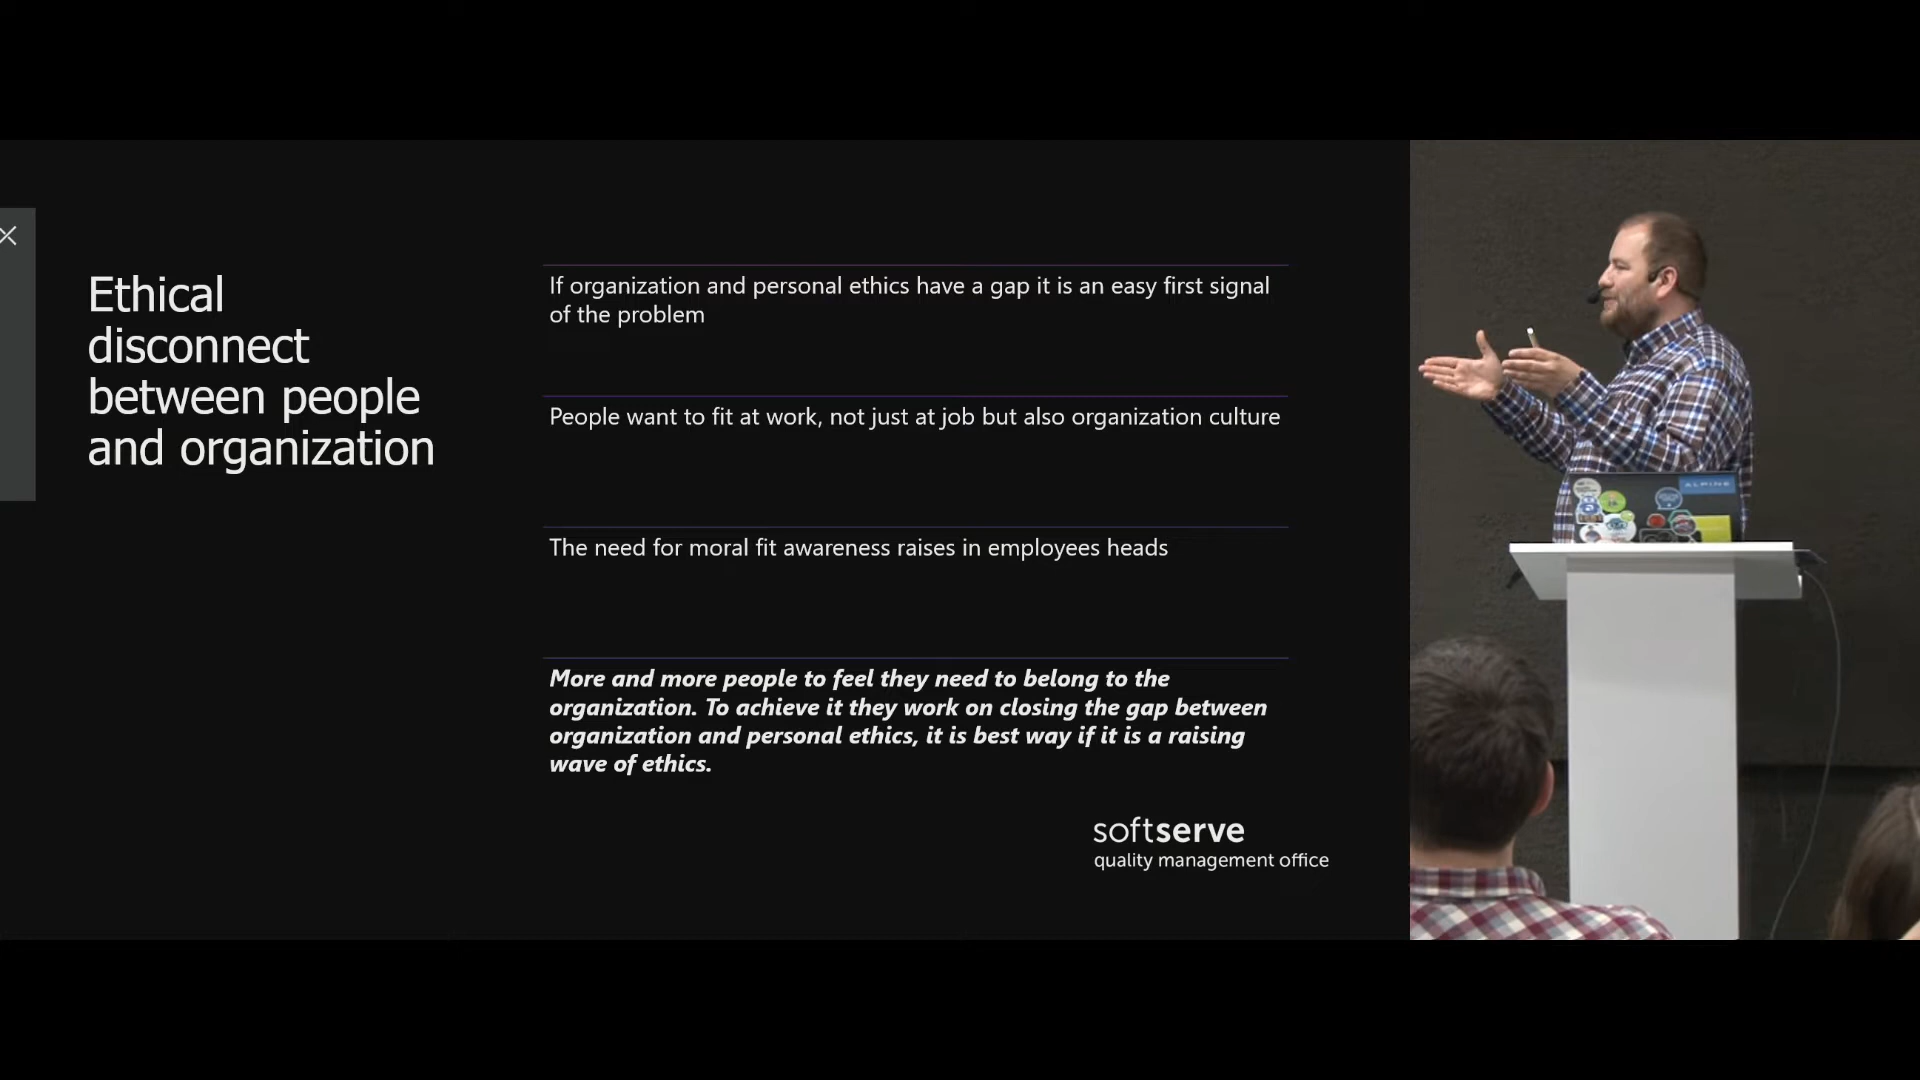 Ethical
disconnect
between people
and organization
If organization and personal ethics have a gap it is an easy first signal
of the problem
People want to fit at work, not just at job but also organization culture
The need for moral fit awareness raises in employees heads
More and more people to feel they need to belong to the
organization. To achieve it they work on closing the gap between
organization and personal ethics, it is best way if it is a raising
wave of ethics.
softserve
quality management office
ALPINE